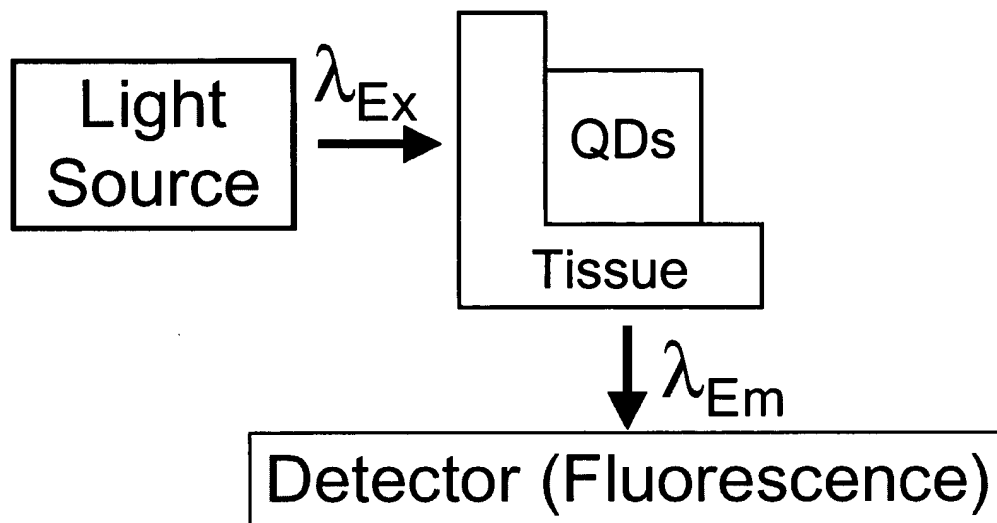 Light
Source
λEx
QDs
Tissue
λEm
Detector (Fluorescence)